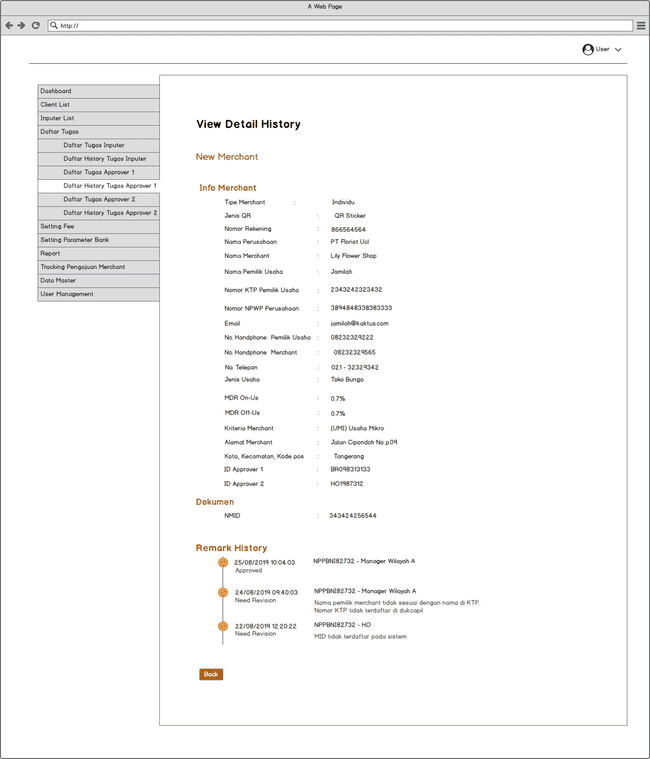 A Web Page
http://
User
Dashboard
Client List
Inputer List
Daftar Tugas
Daftar Tugas Inputer
Daftar History Tugas Inputer
Daftar Tugas Approver 1
Daftar History Tugas Approver 1
Daftar Tugas Approver 2
Daftar History Tugas Approver 2
Setting Fee
Setting Parameter Bank
Report
Tracking Pengajuan Merchant
Data Master
User Management
View Detail History
New Merchant
Info Merchant
Tipe Merchant : Individu
Jenis QR : QR Sticker
Nomor Rekening : 866564564
Nama Perusahaan : PT Florist Ucl
Nama Merchant : Lily Flower Shop
Nama Pemilik Usaha : Jamilah
Nomor KTP Pemilik Usaha : 2343242323432
Nomor NPWP Perusahaan : 3894848338383333
Email : jamilah@kaktus.com
No. Handphone Pemilik Usaha : 08232329222
No. Handphone Merchant : 08232329565
No. Telepon : 021 - 32329342
Jenis Usaha : Toko Bunga
MDR On-Us : 0.7%
MDR Off-Us : 0.7%
Kriteria Merchant : (UMI) Usaha Mikro
Alamat Merchant : Jalan Cipondoh No p.09
Kota, Kecamatan, Kode pos : Tangerang
ID Approver 1 : BR098313133
ID Approver 2 : HO1987312
Dokumen
NMID : 343424256544
Remark History
25/08/2019 10:04:03 NPPBNI82732 - Manager Wilayah A
Approved
24/08/2019 09:40:03 NPPBNI82732 - Manager Wilayah A
Need Revision Nama pemilik merchant tidak sesuai dengan nama di KTP.
Nomor KTP tidak terdaftar di dukcapil
22/08/2019 12:20:22 NPPBNI82732 - HO
Need Revision MID tidak terdaftar pada sistem
Back